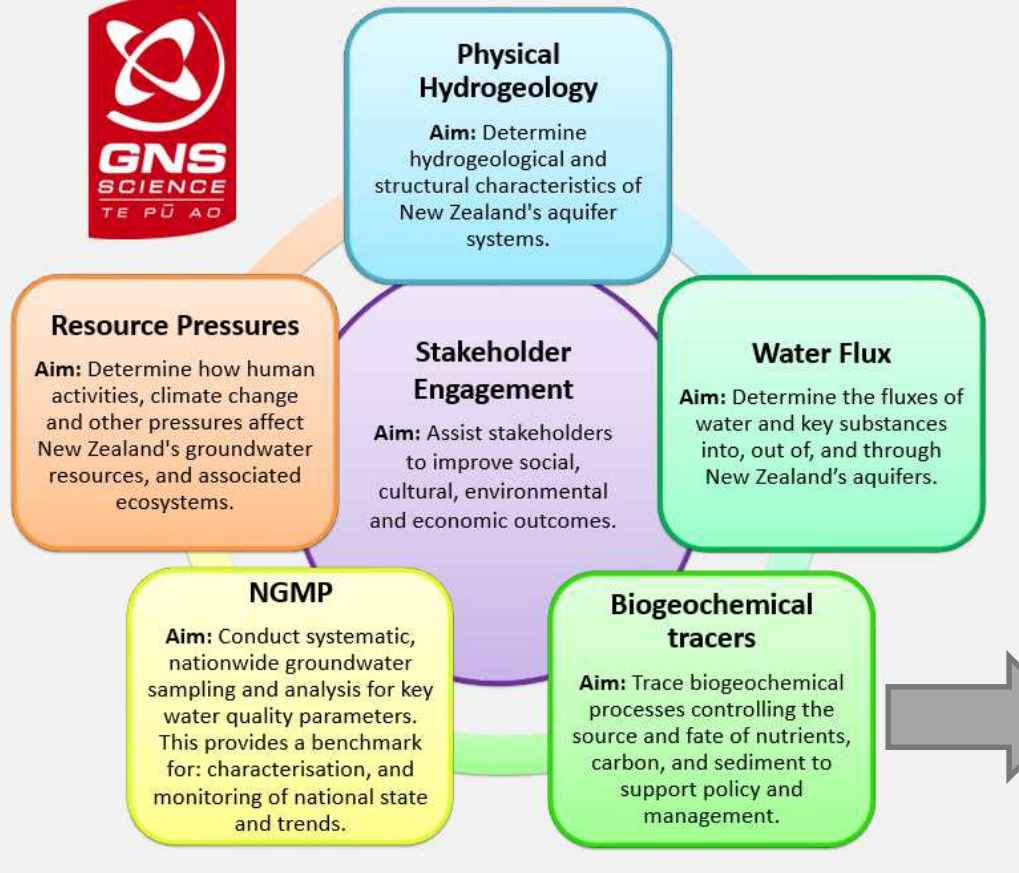 GNS
SCIENCE
TE PŪ AO
Physical
Hydrogeology
Aim: Determine
hydrogeological and
structural characteristics of
New Zealand's aquifer
systems.
Resource Pressures
Aim: Determine how human
activities, climate change
and other pressures affect
New Zealand's groundwater
resources, and associated
ecosystems.
Stakeholder
Engagement
Aim: Assist stakeholders
to improve social,
cultural, environmental
and economic outcomes.
Water Flux
Aim: Determine the fluxes of
water and key substances
into, out of, and through
New Zealand’s aquifers.
NGMP
Aim: Conduct systematic,
nationwide groundwater
sampling and analysis for key
water quality parameters.
This provides a benchmark
for: characterisation, and
monitoring of national state
and trends.
Biogeochemical
tracers
Aim: Trace biogeochemical
processes controlling the
source and fate of nutrients,
carbon, and sediment to
support policy and
management.